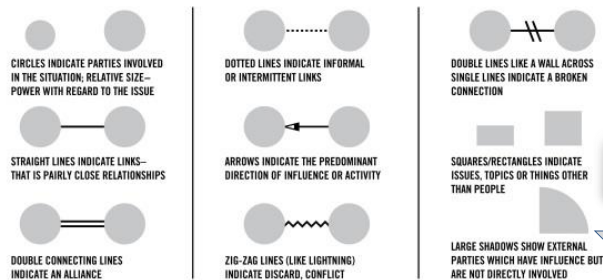 CIRCLES INDICATE PARTIES INVOLVED
IN THE SITUATION; RELATIVE SIZE–
POWER WITH REGARD TO THE ISSUE
STRAIGHT LINES INDICATE LINKS–
THAT IS PAIRLY CLOSE RELATIONSHIPS
DOUBLE CONNECTING LINES
INDICATE AN ALLIANCE
DOTTED LINES INDICATE INFORMAL
OR INTERMITTENT LINKS
ARROWS INDICATE THE PREDOMINANT
DIRECTION OF INFLUENCE OR ACTIVITY
ZIG-ZAG LINES (LIKE LIGHTNING)
INDICATE DISCARD, CONFLICT
DOUBLE LINES LIKE A WALL ACROSS
SINGLE LINES INDICATE A BROKEN
CONNECTION
SQUARES/RECTANGLES INDICATE
ISSUES, TOPICS OR THINGS OTHER
THAN PEOPLE
LARGE SHADOWS SHOW EXTERNAL
PARTIES WHICH HAVE INFLUENCE BUT
ARE NOT DIRECTLY INVOLVED